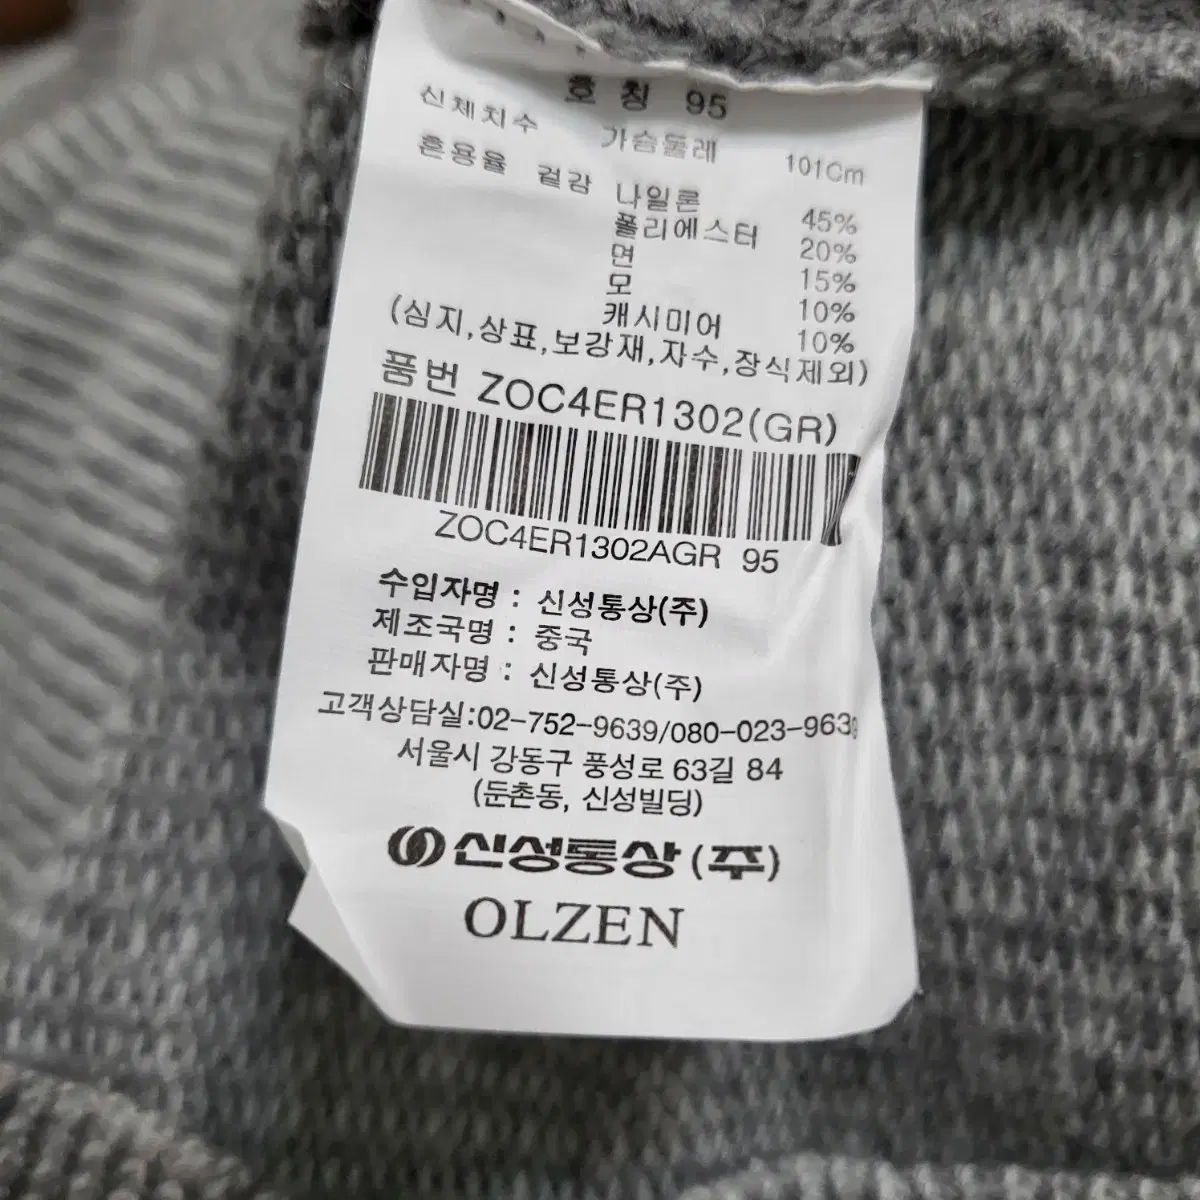 호칭 95
신체치수 가슴둘레 101Cm
혼용율 겉감 나일론 45%
폴리에스터 20%
면 15%
모 10%
캐시미어 10%
(심지,상표,보강재,자수,장식제외)
품번 ZOC4ER1302(GR)
ZOC4ER1302AGR 95
수입자명 : 신성통상(주)
제조국명 : 중국
판매자명 : 신성통상(주)
고객상담실:02-752-9639/080-023-9639
서울시 강동구 풍성로 63길 84
(둔촌동, 신성빌딩)
신성통상(주)
OLZEN